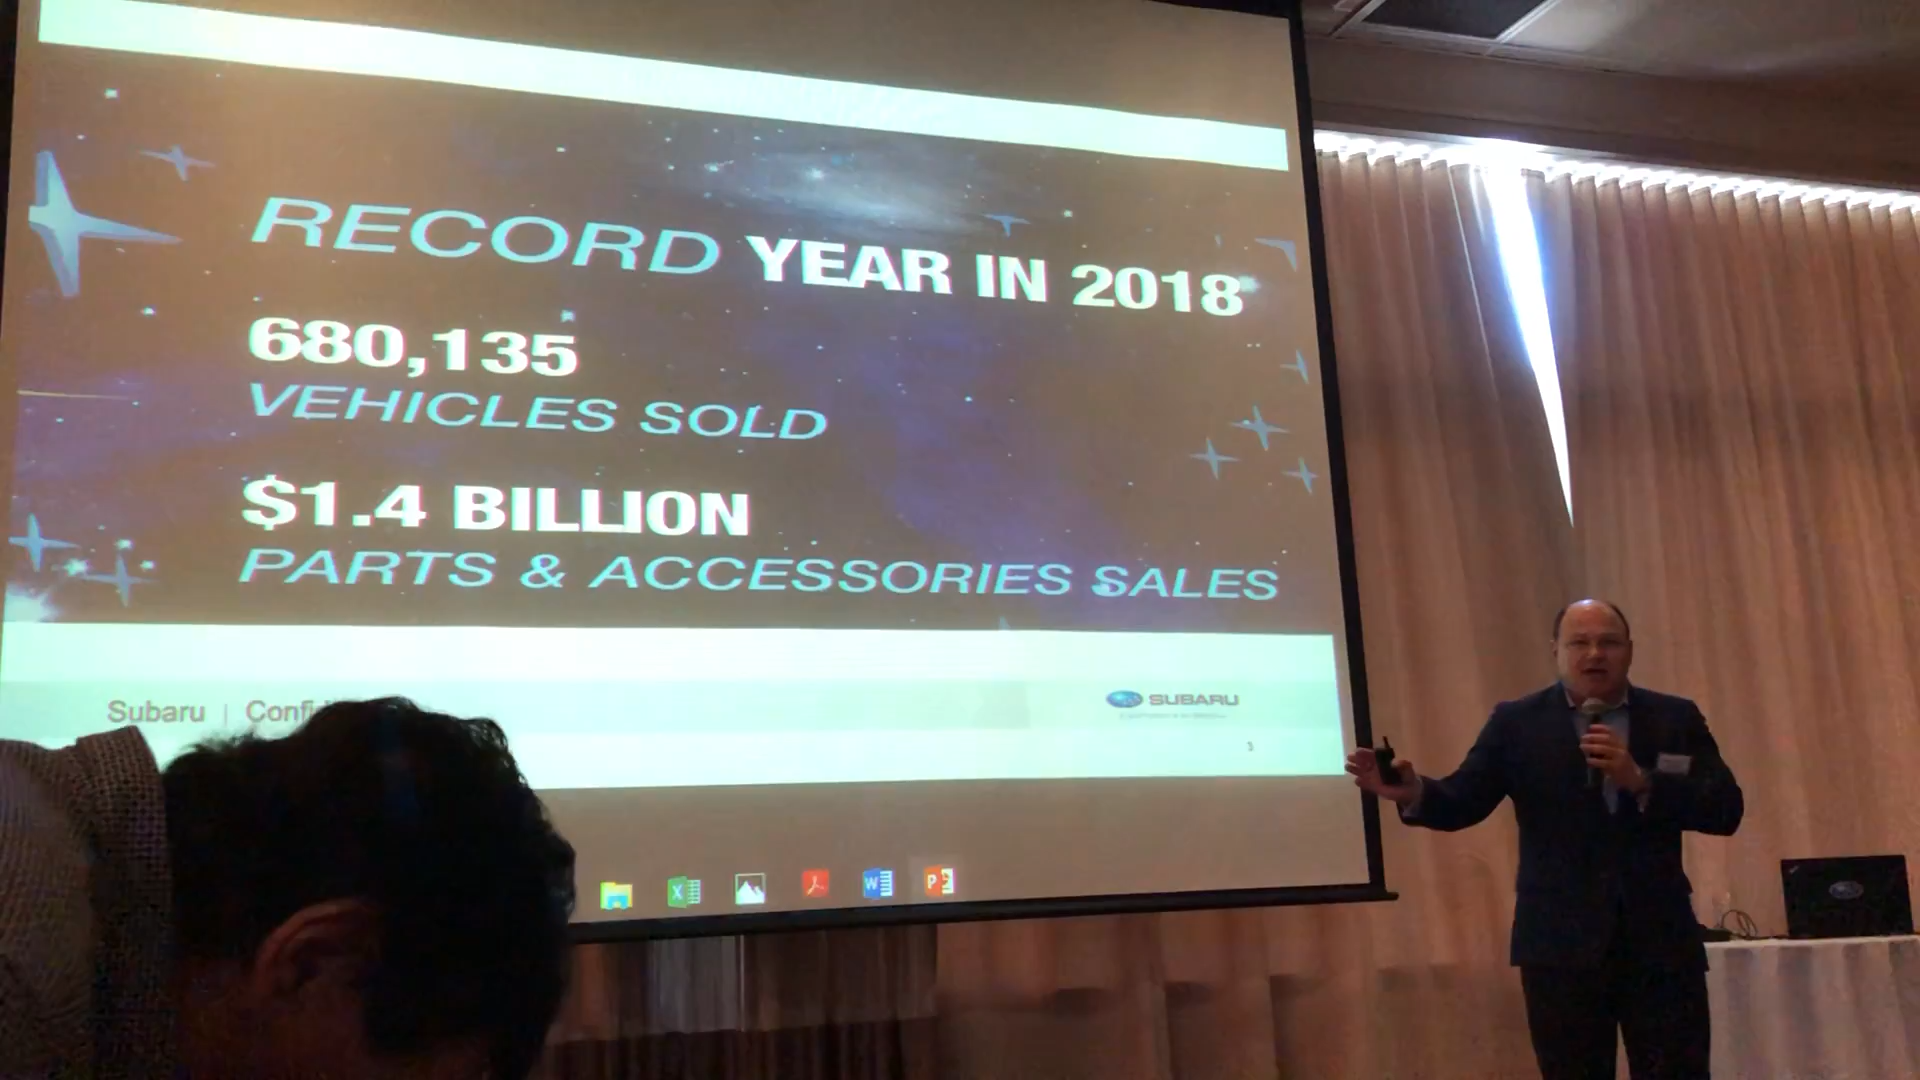 RECORD YEAR IN 2018
680,135
VEHICLES SOLD
$1.4 BILLION
PARTS & ACCESSORIES SALES
Subaru |
SUBARU
3